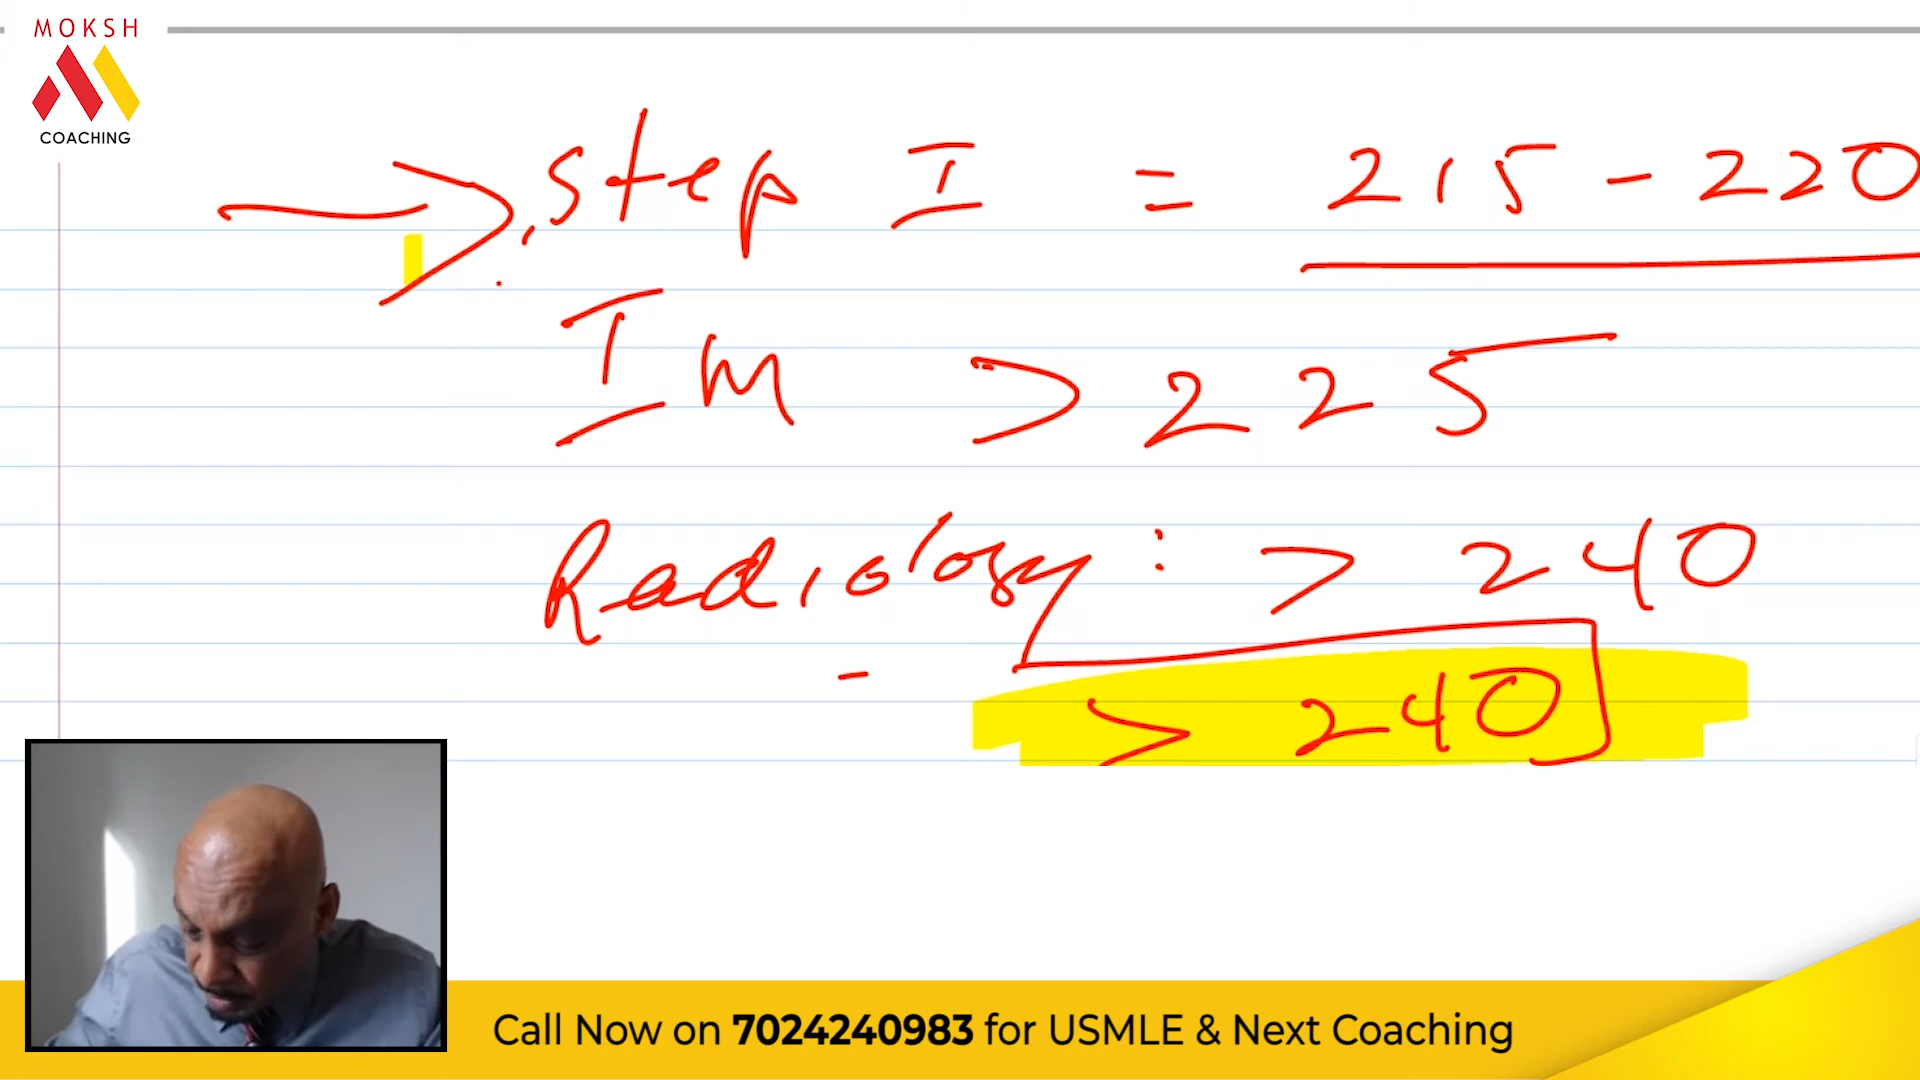 MOKSH
COACHING
Step I = 215 - 220
IM > 225
Radiology : > 240
> 240
Call Now on 7024240983 for USMLE & Next Coaching